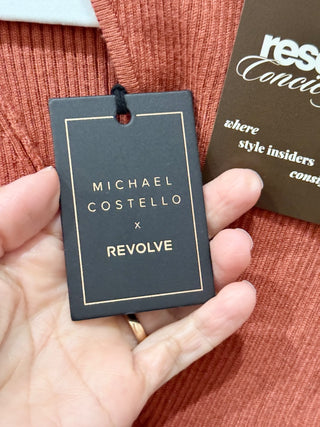 MICHAEL
COSTELLO
x
REVOLVE
where
style insiders